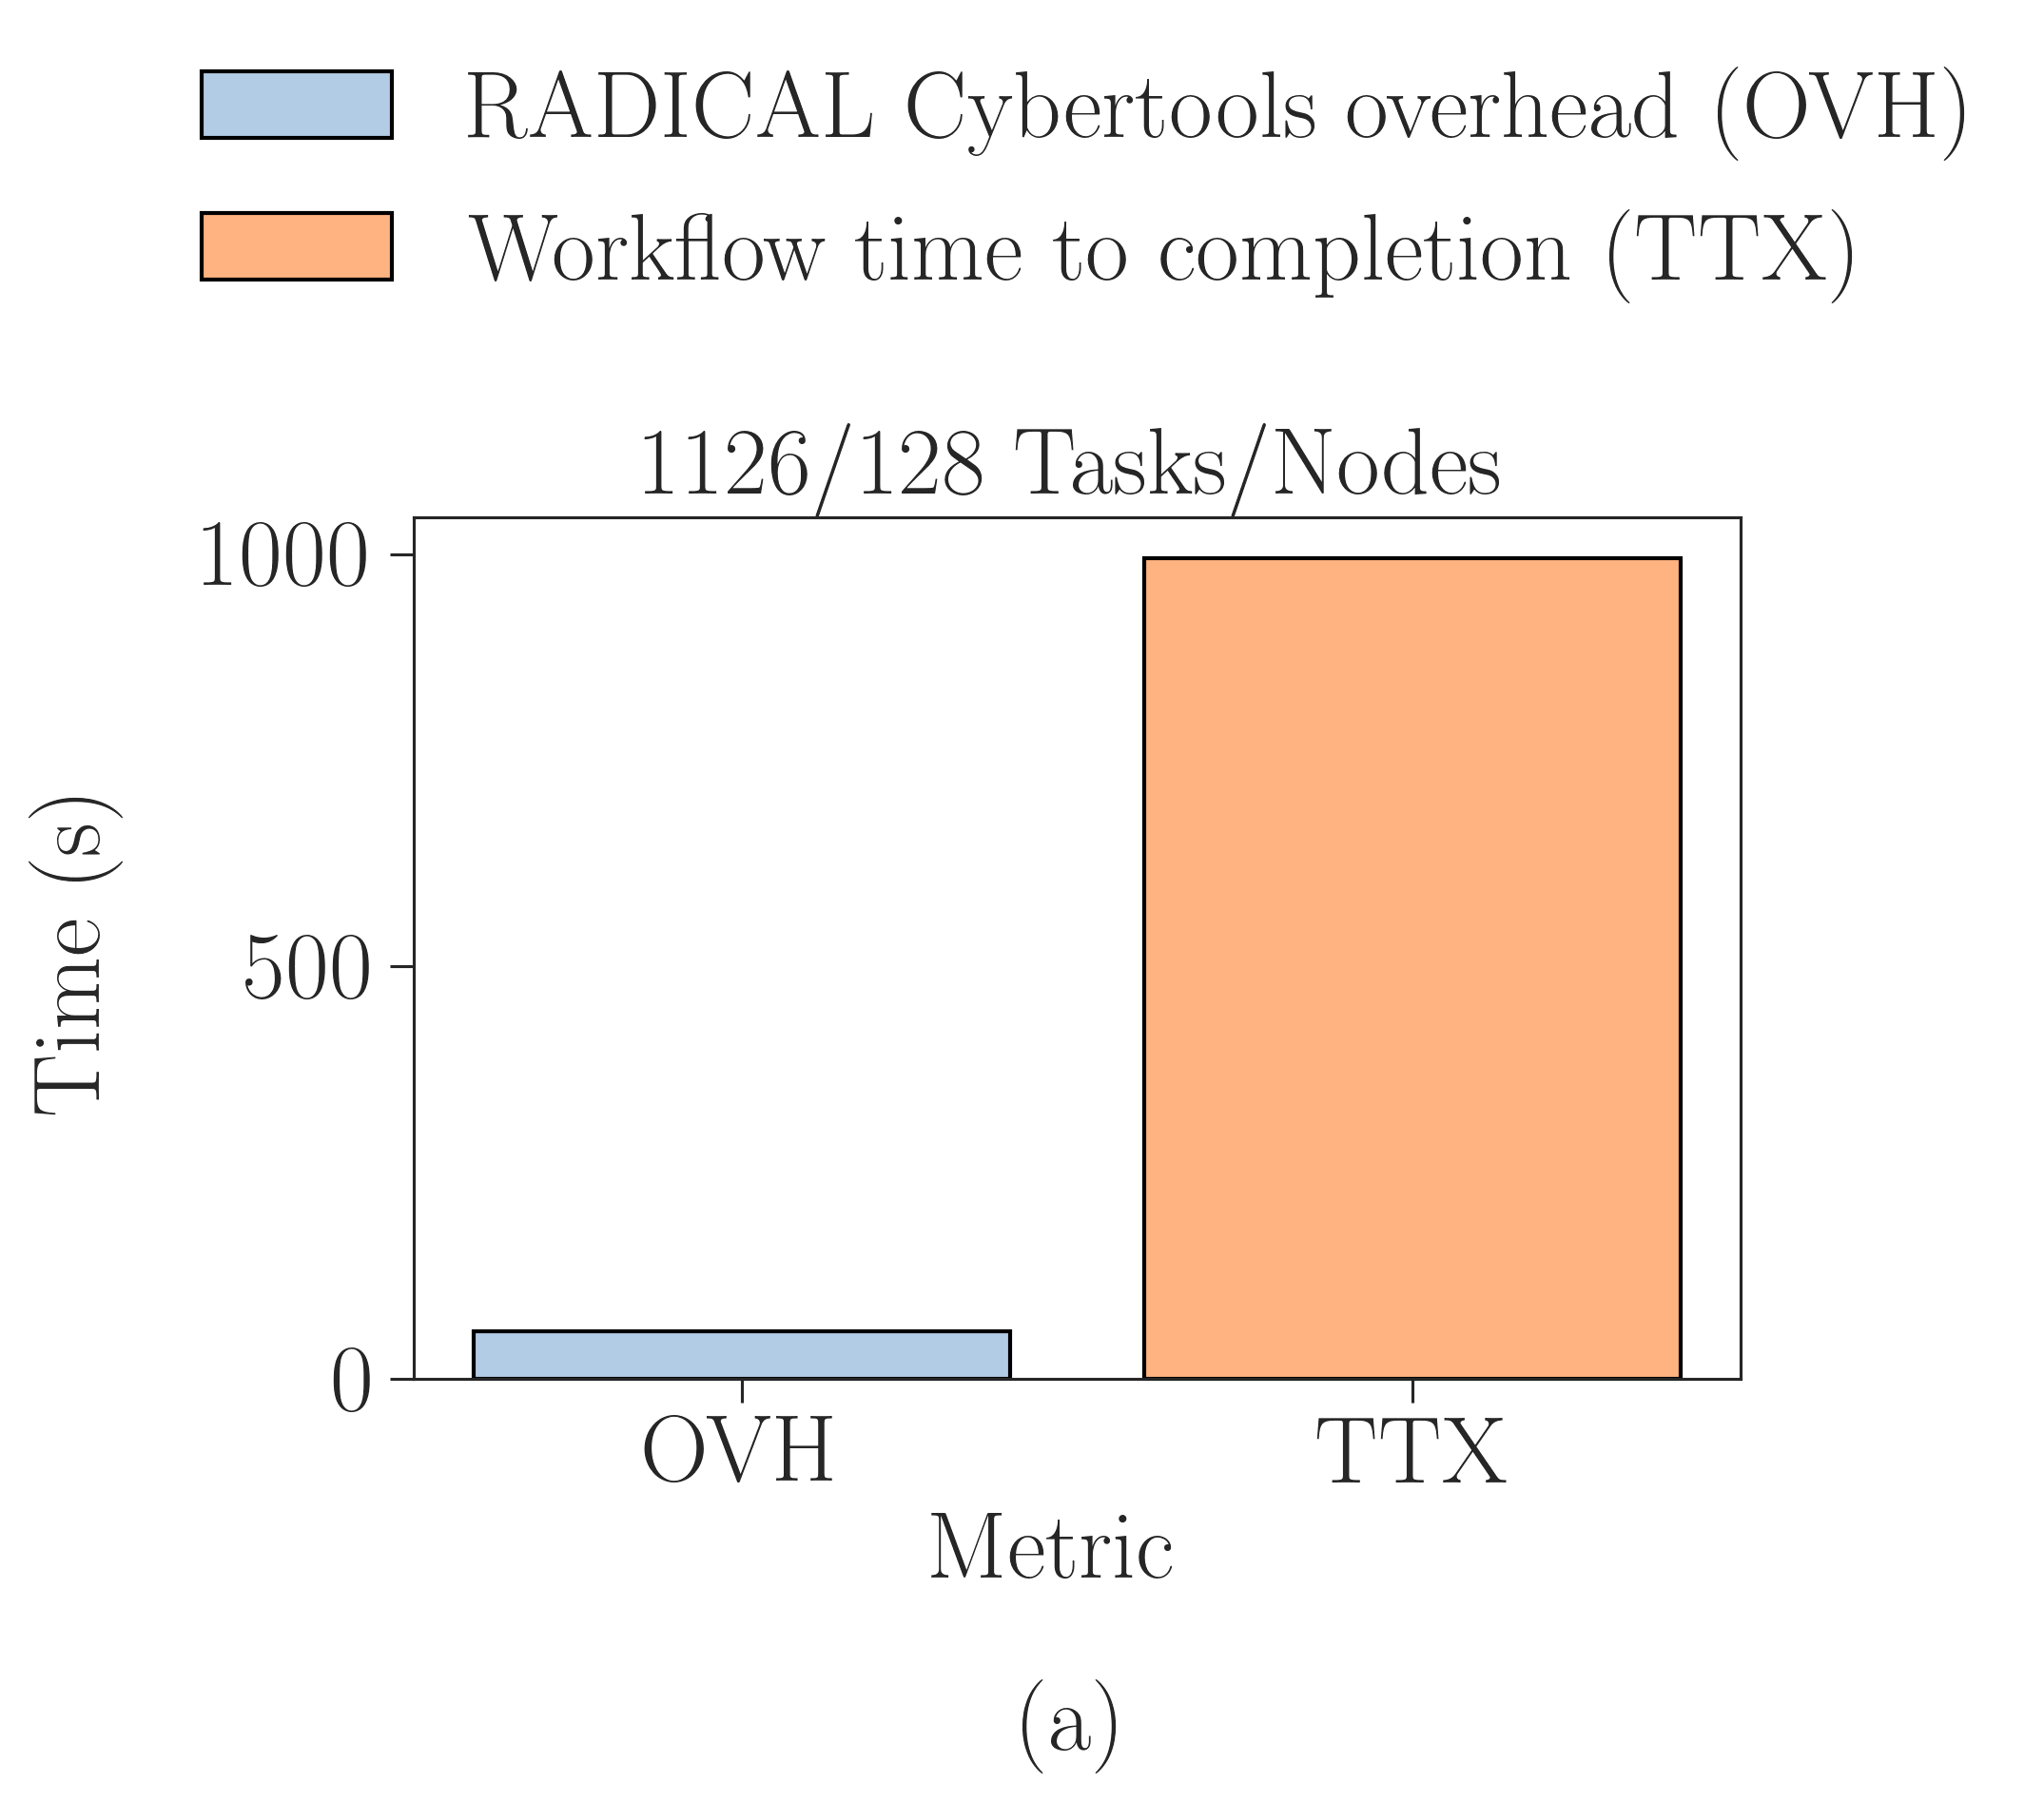 RADICAL Cybertools overhead (OVH)
Workflow time to completion (TTX)
1126/128 Tasks/Nodes
1000
500
0
Time (s)
OVH TTX
Metric
(a)